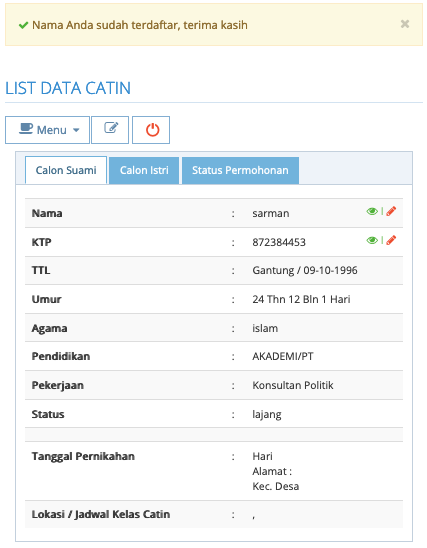 Nama Anda sudah terdaftar, terima kasih ×
LIST DATA CATIN
Menu
Calon Suami Calon Istri Status Permohonan
Nama : sarman
KTP : 872384453
TTL : Gantung / 09-10-1996
Umur : 24 Thn 12 Bln 1 Hari
Agama : islam
Pendidikan : AKADEMI/PT
Pekerjaan : Konsultan Politik
Status : lajang
Tanggal Pernikahan : Hari
Alamat :
Kec. Desa
Lokasi / Jadwal Kelas Catin : ,